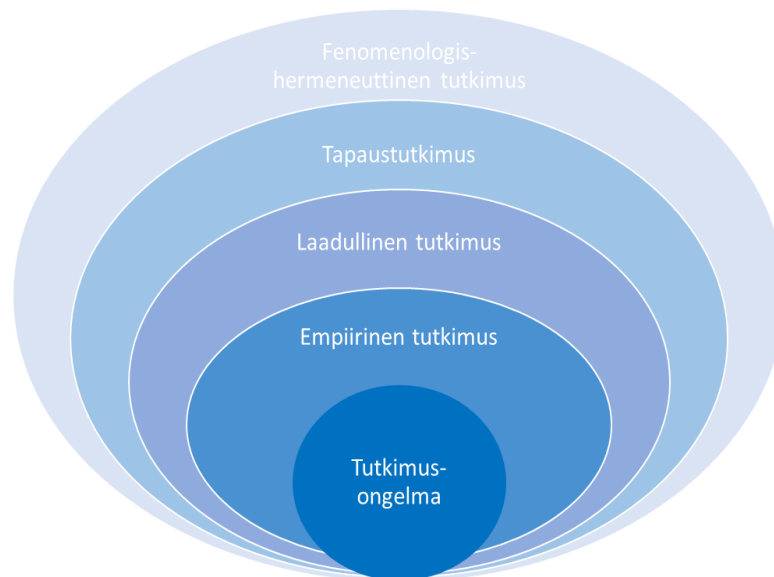 Fenomenologis-
hermeneuttinen tutkimus
Tapaustutkimus
Laadullinen tutkimus
Empiirinen tutkimus
Tutkimus-
ongelma